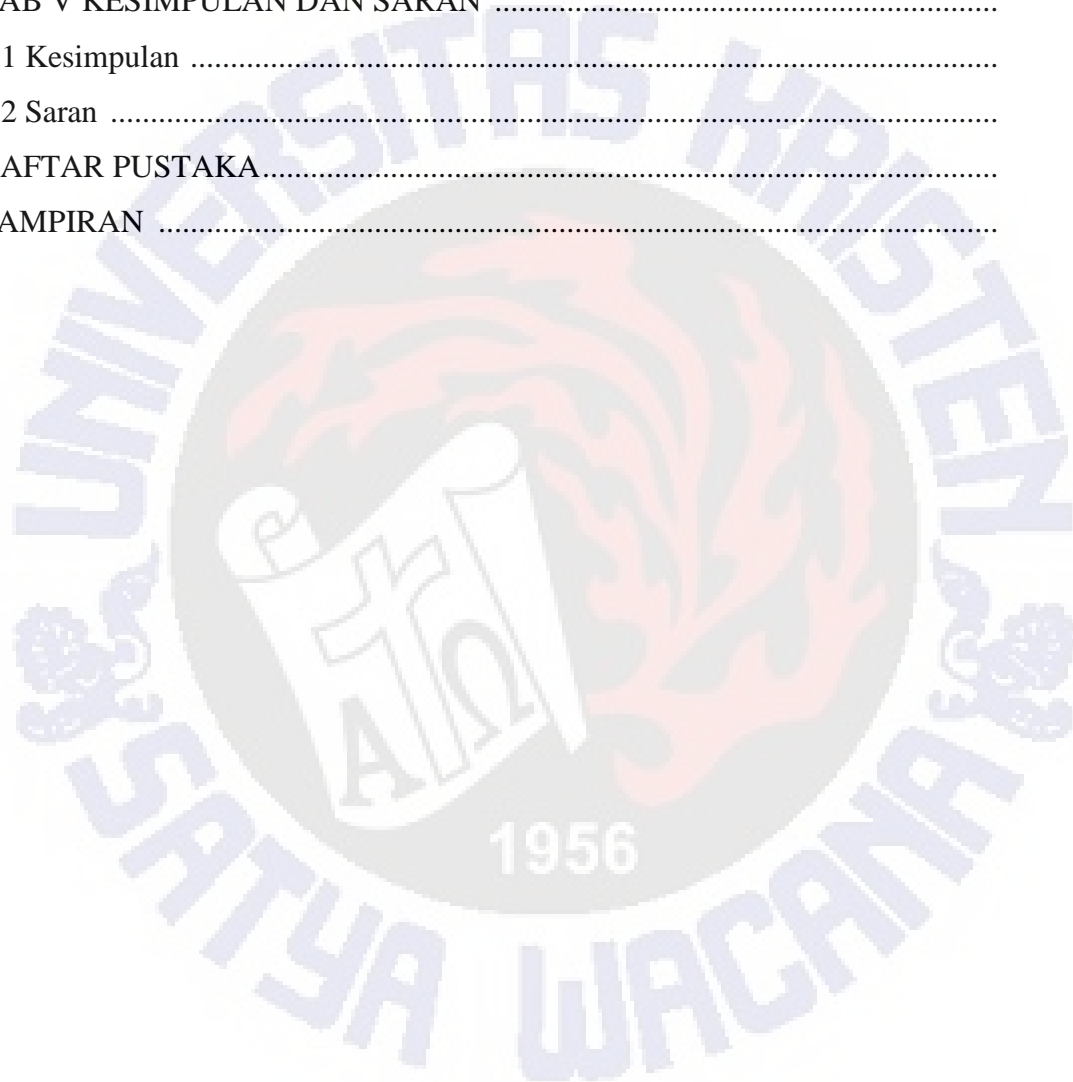 AB V KESIMPULAN DAN SARAN ................................................................
1 Kesimpulan ......................................................................................................
2 Saran ................................................................................................................
AFTAR PUSTAKA.............................................................................................
AMPIRAN ..........................................................................................................
UNIVERSITAS KRISTEN
SATYA WACANA
Α Ω
1956